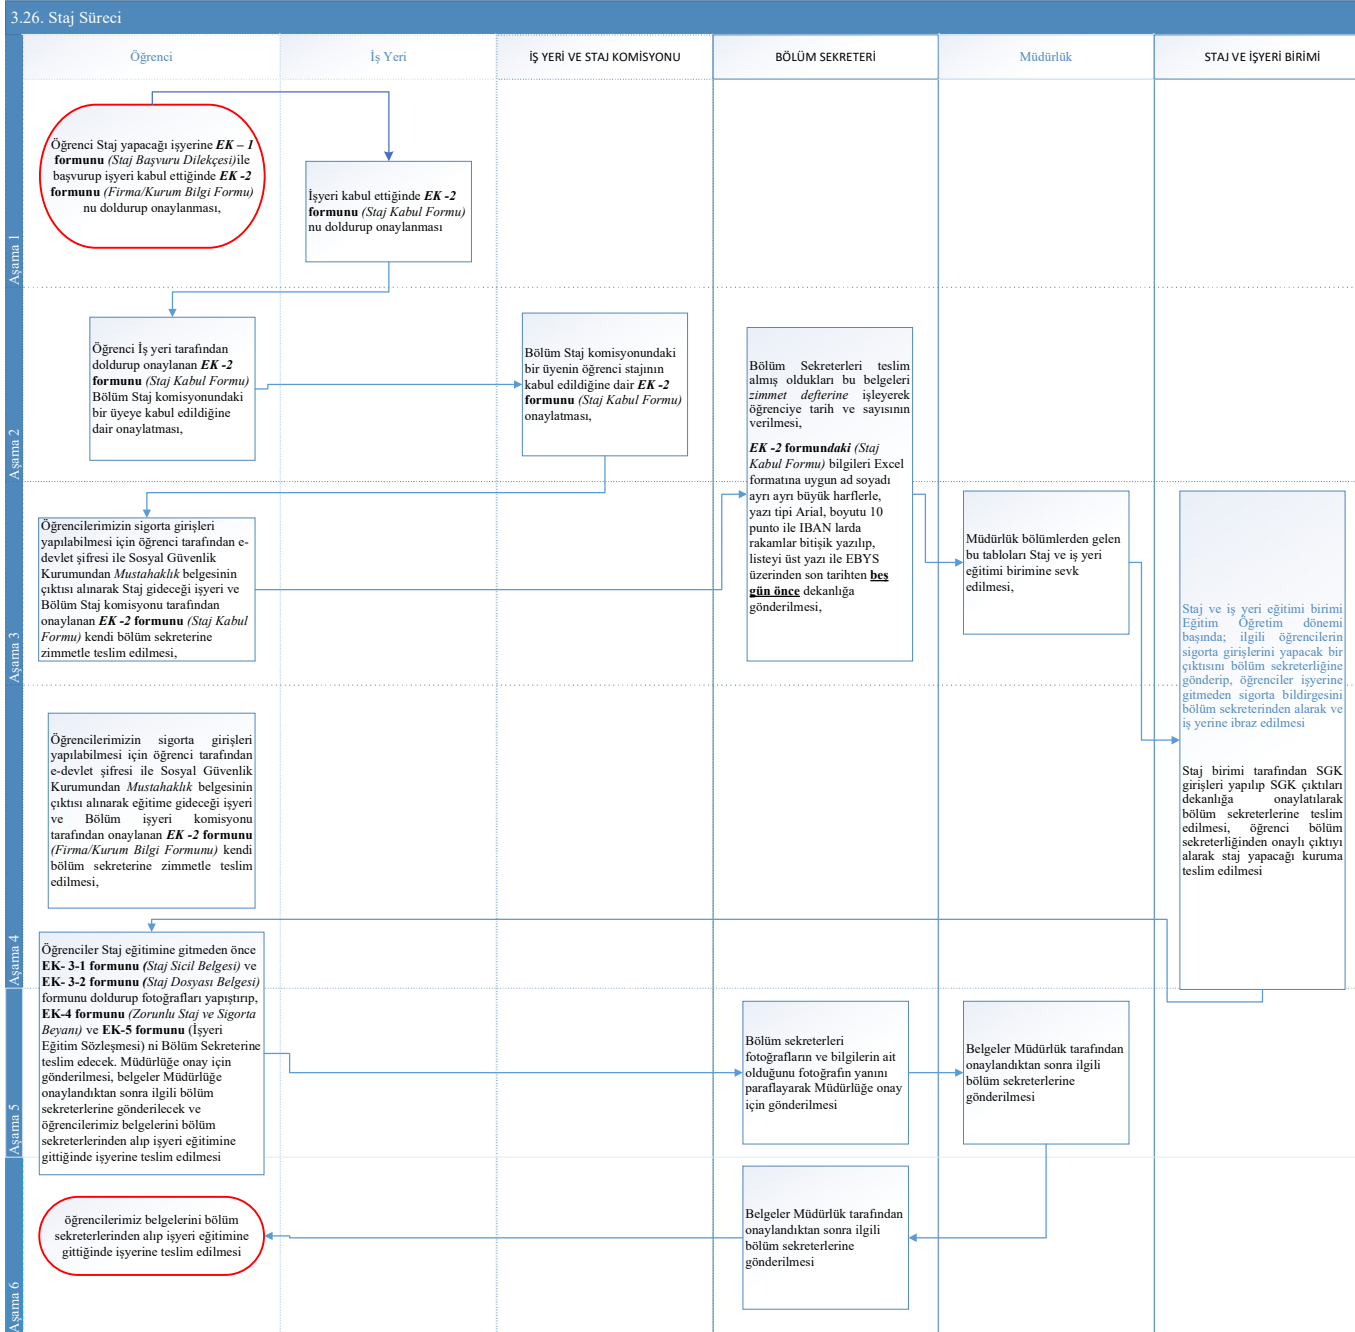 3.26. Staj Süreci
Öğrenci
İş Yeri
İŞ YERİ VE STAJ KOMİSYONU
BÖLÜM SEKRETERİ
Müdürlük
STAJ VE İŞYERİ BİRİMİ
Aşama 1
Öğrenci Staj yapacağı işyerine EK – 1
formunu (Staj Başvuru Dilekçesi)ile
başvurup işyeri kabul ettiğinde EK -2
formunu (Firma/Kurum Bilgi Formu)
nu doldurup onaylanması,
İşyeri kabul ettiğinde EK -2
formunu (Staj Kabul Formu)
nu doldurup onaylanması
Aşama 2
Öğrenci İş yeri tarafından
doldurup onaylanan EK -2
formunu (Staj Kabul Formu)
Bölüm Staj komisyonundaki
bir üyeye kabul edildiğine
dair onaylatması,
Bölüm Staj komisyonundaki
bir üyenin öğrenci stajının
kabul edildiğine dair EK -2
formunu (Staj Kabul Formu)
onaylatması,
Bölüm Sekreterleri teslim
almış oldukları bu belgeleri
zimmet defterine işleyerek
öğrenciye tarih ve sayısının
verilmesi,
EK -2 formundaki (Staj
Kabul Formu) bilgileri Excel
formatına uygun ad soyadı
ayrı ayrı büyük harflerle,
yazı tipi Arial, boyutu 10
punto ile IBAN larda
rakamlar bitişik yazılıp,
listeyi üst yazı ile EBYS
üzerinden son tarihten beş
gün önce dekanlığa
gönderilmesi,
Aşama 3
Öğrencilerimizin sigorta girişleri
yapılabilmesi için öğrenci tarafından e-
devlet şifresi ile Sosyal Güvenlik
Kurumundan Mustahaklık belgesinin
çıktısı alınarak Staj gideceği işyeri ve
Bölüm Staj komisyonu tarafından
onaylanan EK -2 formunu (Staj Kabul
Formu) kendi bölüm sekreterine
zimmetle teslim edilmesi,
Müdürlük bölümlerden gelen
bu tabloları Staj ve iş yeri
eğitimi birimine sevk
edilmesi,
Staj ve iş yeri eğitimi birimi
Eğitim Öğretim dönemi
başında; ilgili öğrencilerin
sigorta girişlerini yapacak bir
çıktısını bölüm sekreterliğine
gönderip, öğrenciler işyerine
gitmeden sigorta bildirgesini
bölüm sekreterinden alarak ve
iş yerine ibraz edilmesi
Staj birimi tarafından SGK
girişleri yapılıp SGK çıktıları
dekanlığa onaylatılarak
bölüm sekreterlerine teslim
edilmesi, öğrenci bölüm
sekreterliğinden onaylı çıktıyı
alarak staj yapacağı kuruma
teslim edilmesi
Aşama 4
Öğrencilerimizin sigorta girişleri
yapılabilmesi için öğrenci tarafından
e-devlet şifresi ile Sosyal Güvenlik
Kurumundan Mustahaklık belgesinin
çıktısı alınarak eğitime gideceği işyeri
ve Bölüm işyeri komisyonu
tarafından onaylanan EK -2 formunu
(Firma/Kurum Bilgi Formunu) kendi
bölüm sekreterine zimmetle teslim
edilmesi,
Aşama 5
Öğrenciler Staj eğitimine gitmeden önce
EK- 3-1 formunu (Staj Sicil Belgesi) ve
EK- 3-2 formunu (Staj Dosyası Belgesi)
formunu doldurup fotoğrafları yapıştırıp,
EK-4 formunu (Zorunlu Staj ve Sigorta
Beyanı) ve EK-5 formunu (İşyeri
Eğitim Sözleşmesi) ni Bölüm Sekreterine
teslim edecek. Müdürlüğe onay için
gönderilmesi, belgeler Müdürlüğe
onaylandıktan sonra ilgili bölüm
sekreterlerine gönderilecek ve
öğrencilerimiz belgelerini bölüm
sekreterlerinden alıp işyeri eğitimine
gittiğinde işyerine teslim edilmesi
Bölüm sekreterleri
fotoğrafların ve bilgilerin ait
olduğunu fotoğrafın yanını
paraflayarak Müdürlüğe onay
için gönderilmesi
Belgeler Müdürlük tarafından
onaylandıktan sonra ilgili
bölüm sekreterlerine
gönderilmesi
Aşama 6
öğrencilerimiz belgelerini bölüm
sekreterlerinden alıp işyeri eğitimine
gittiğinde işyerine teslim edilmesi
Belgeler Müdürlük tarafından
onaylandıktan sonra ilgili
bölüm sekreterlerine
gönderilmesi